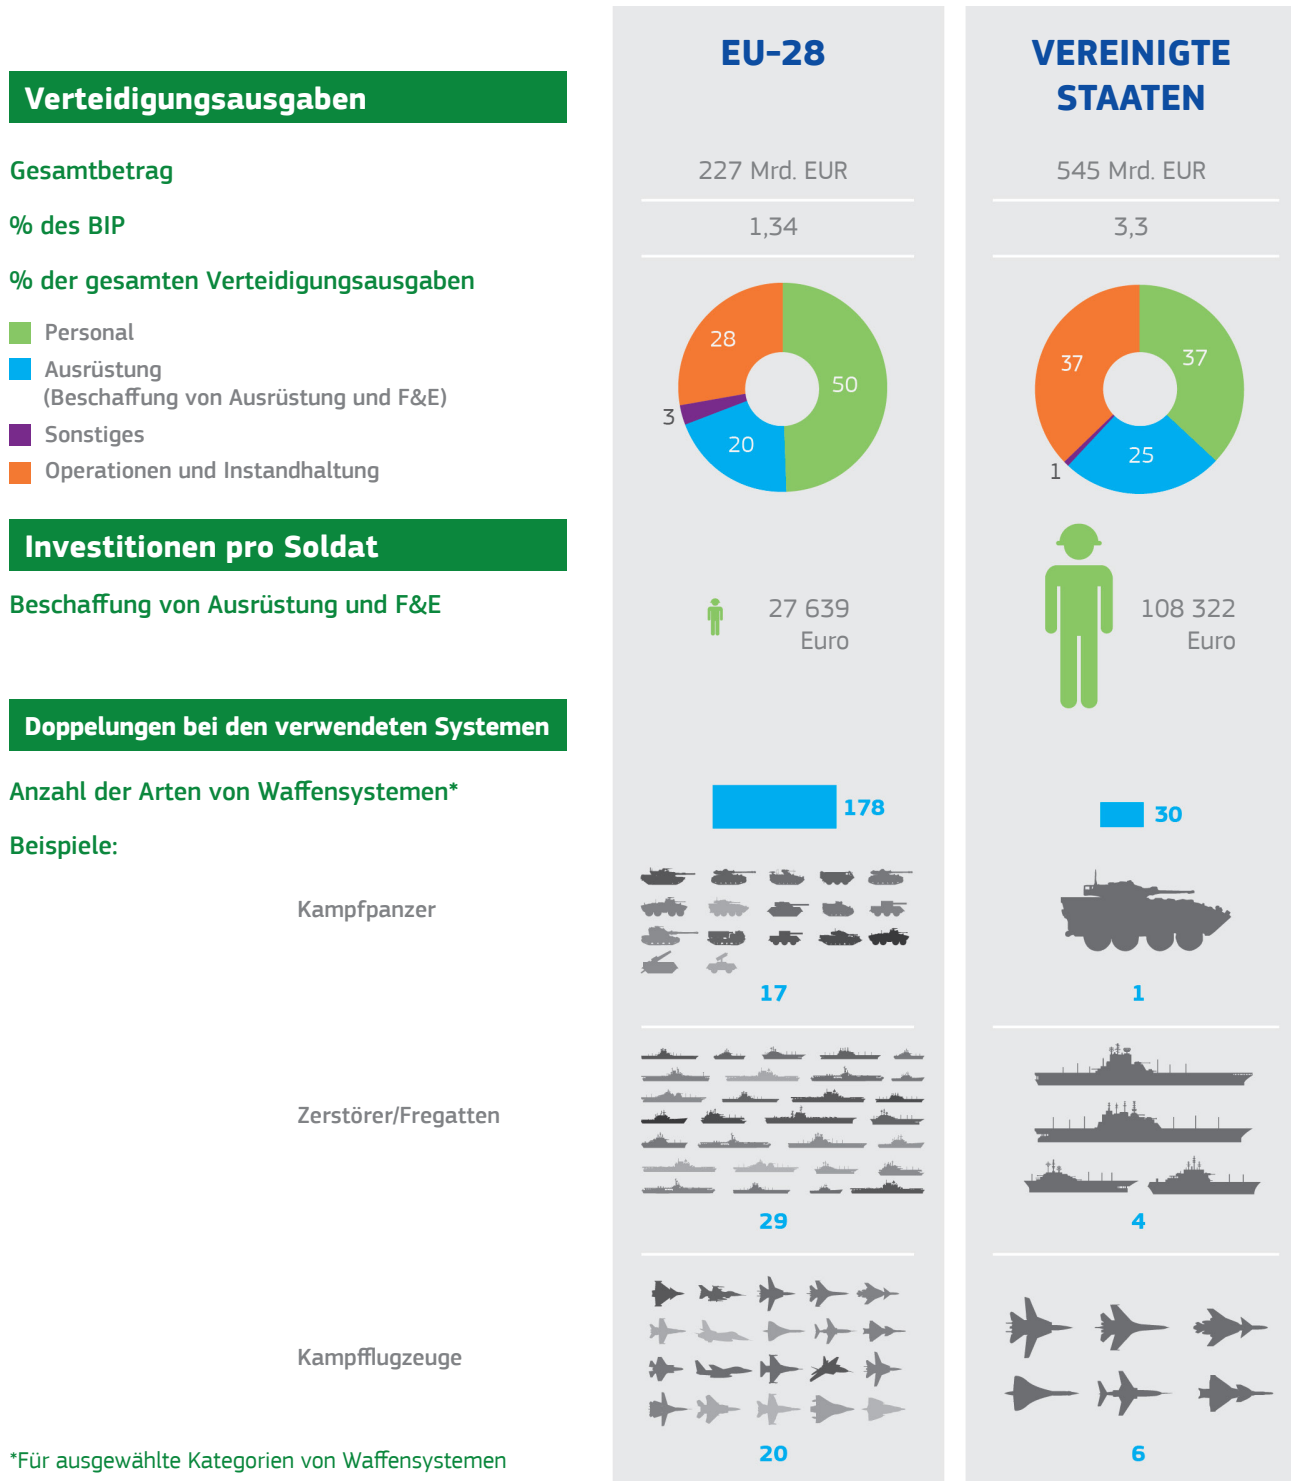 EU-28
VEREINIGTE
STAATEN
Verteidigungsausgaben
Gesamtbetrag
227 Mrd. EUR
545 Mrd. EUR
% des BIP
1,34
3,3
% der gesamten Verteidigungsausgaben
Personal
Ausrüstung
(Beschaffung von Ausrüstung und F&E)
Sonstiges
Operationen und Instandhaltung
28
50
3
20
37
37
1
25
Investitionen pro Soldat
Beschaffung von Ausrüstung und F&E
27 639
Euro
108 322
Euro
Doppelungen bei den verwendeten Systemen
Anzahl der Arten von Waffensystemen*
178
30
Beispiele:
Kampfpanzer
17
1
Zerstörer/Fregatten
29
4
Kampfflugzeuge
20
6
*Für ausgewählte Kategorien von Waffensystemen